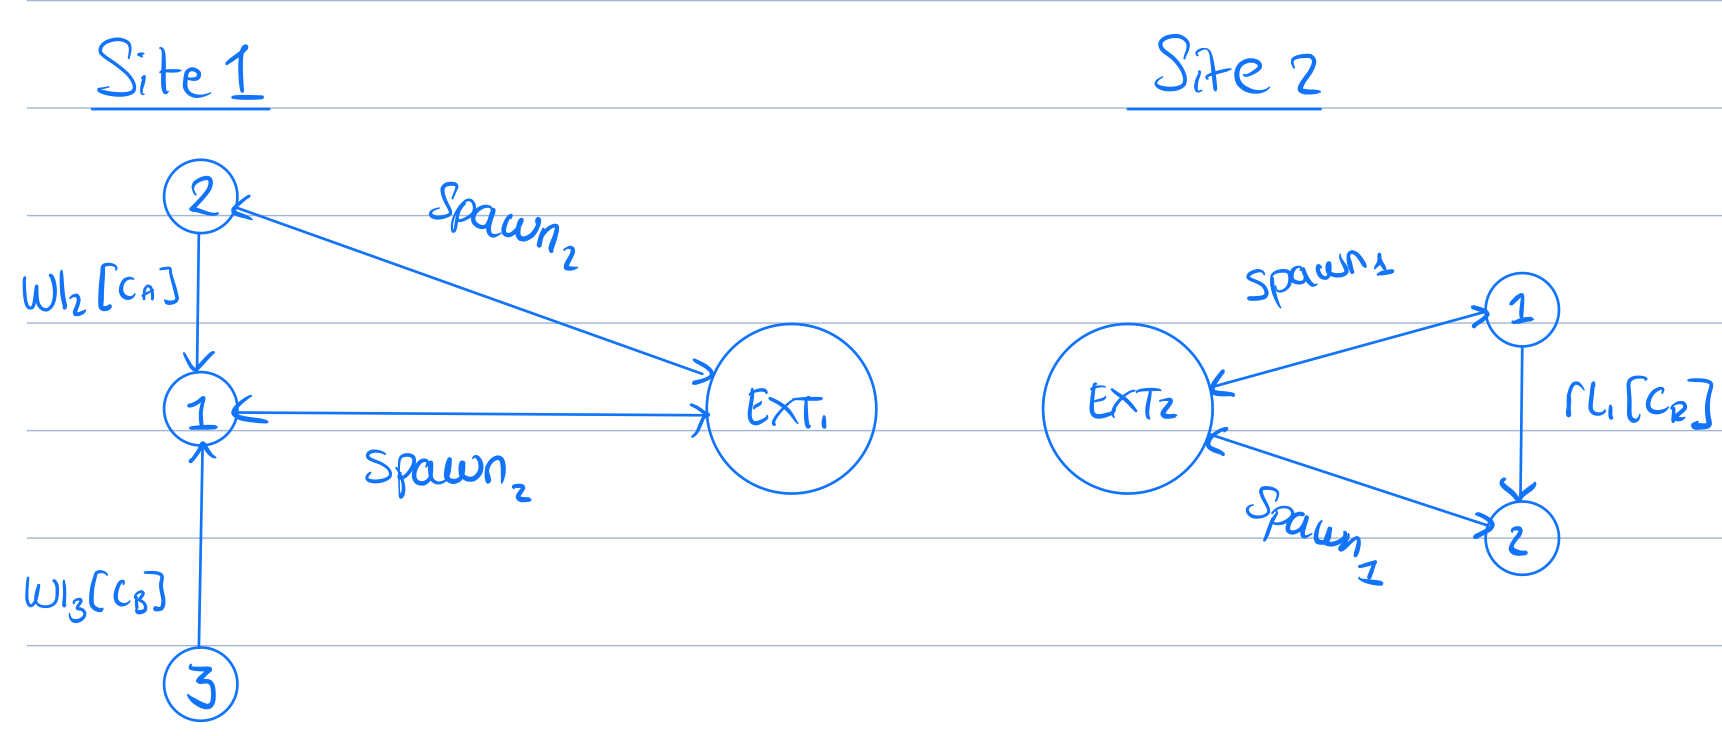 Site 1
Site 2
2
Spawn2
Wl2[CA]
spawn1
1
1
EXT1
EXT2
rL1[CR]
Spawn2
Spawn1
2
Wl3[CB]
3